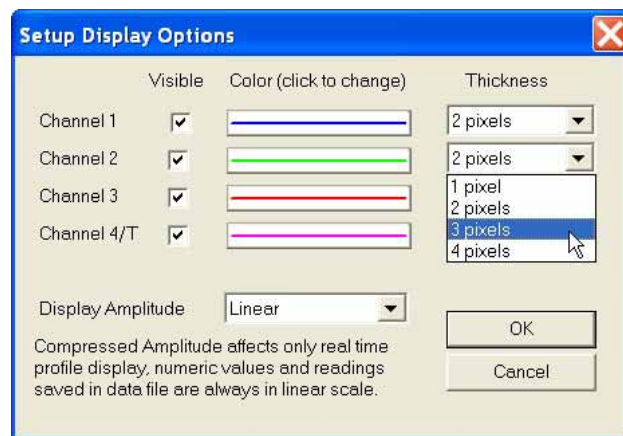 Setup Display Options
Visible Color (click to change) Thickness
Channel 1 2 pixels
Channel 2 2 pixels
1 pixel
2 pixels
Channel 3
3 pixels
Channel 4/T
4 pixels
Display Amplitude Linear
Compressed Amplitude affects only real time
profile display, numeric values and readings
saved in data file are always in linear scale.
OK
Cancel